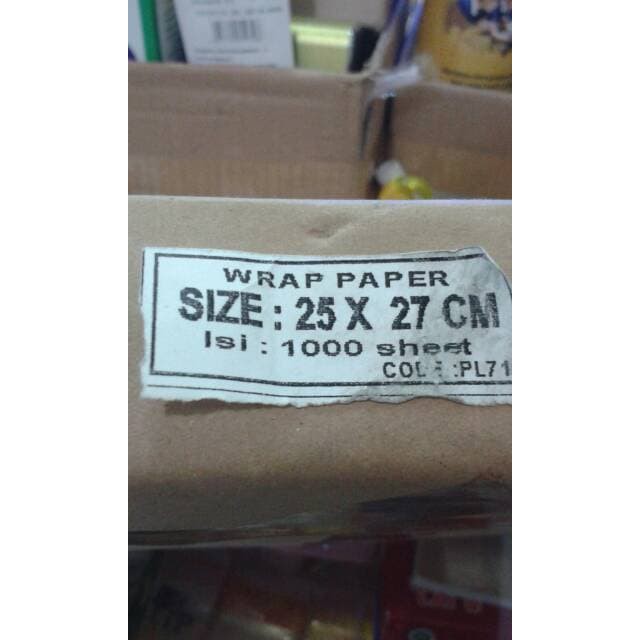 WRAP PAPER
SIZE : 25 X 27 CM
Isi : 1000 sheet
CODE :PL71